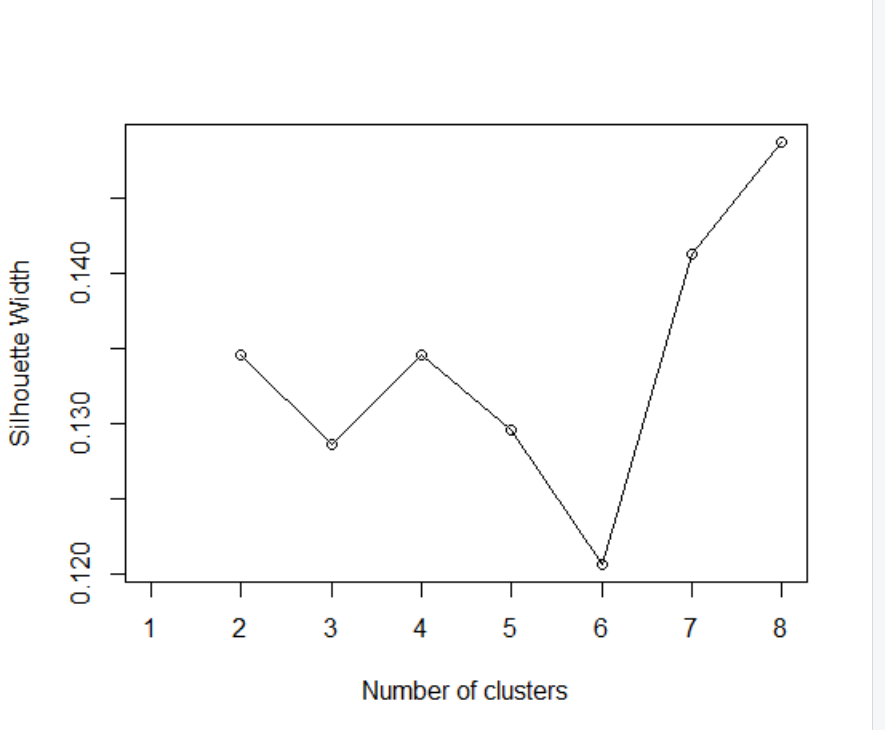 Silhouette Width
0.140
0.130
0.120
1 2 3 4 5 6 7 8
Number of clusters